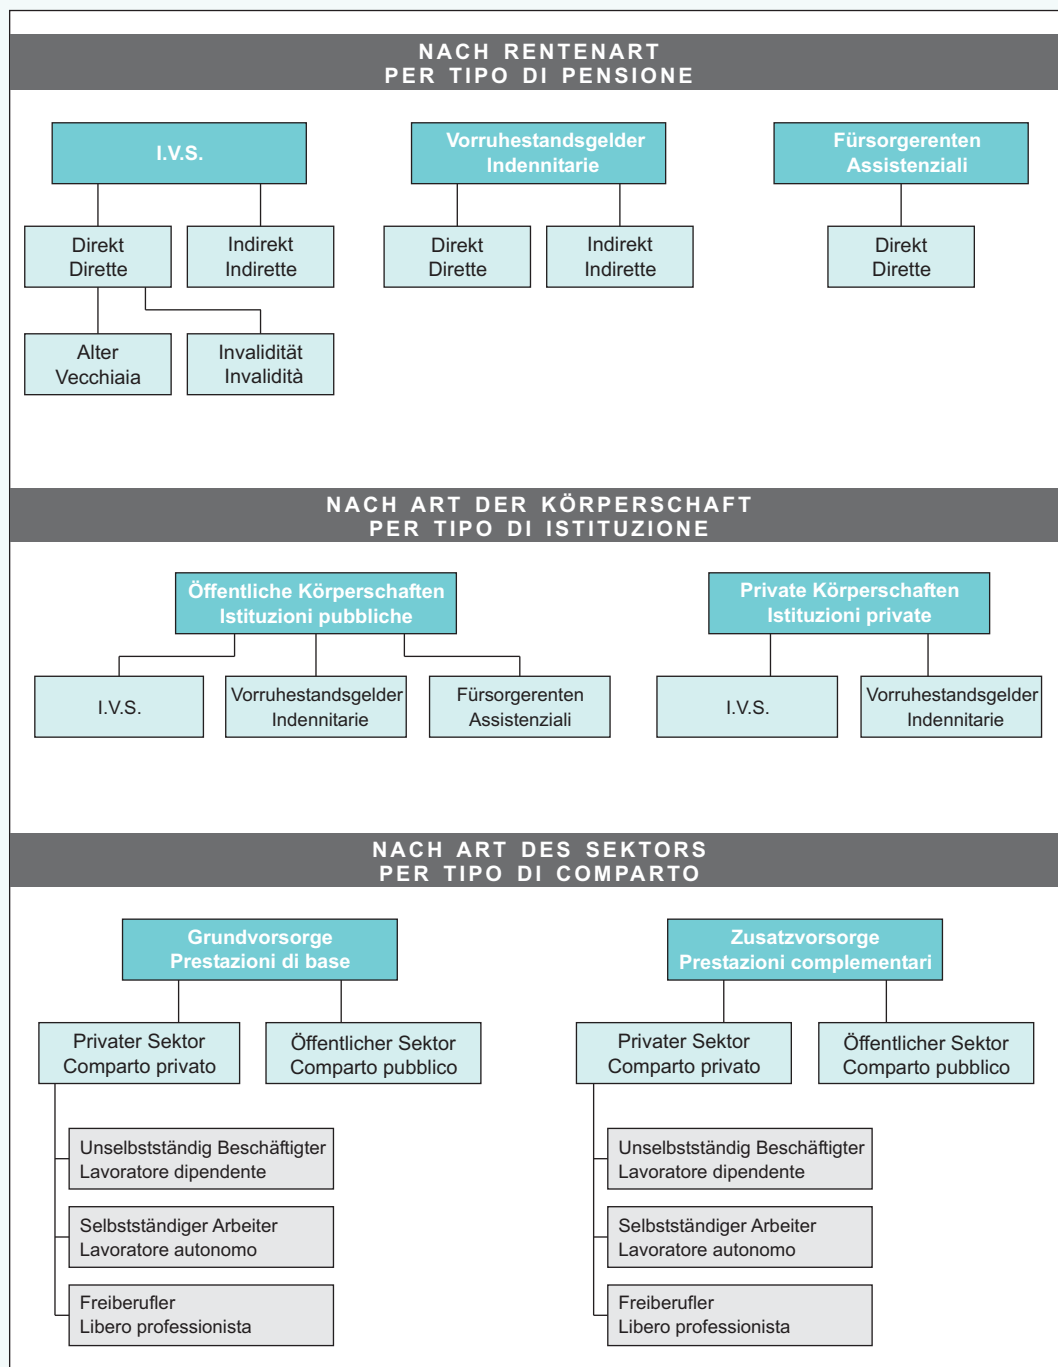 NACH RENTENART
PER TIPO DI PENSIONE
I.V.S.
Vorruhestandsgelder
Indennitarie
Fürsorgerenten
Assistenziali
Direkt
Dirette
Indirekt
Indirette
Direkt
Dirette
Indirekt
Indirette
Direkt
Dirette
Alter
Vecchiaia
Invalidität
Invalidità
NACH ART DER KÖRPERSCHAFT
PER TIPO DI ISTITUZIONE
Öffentliche Körperschaften
Istituzioni pubbliche
Private Körperschaften
Istituzioni private
I.V.S.
Vorruhestandsgelder
Indennitarie
Fürsorgerenten
Assistenziali
I.V.S.
Vorruhestandsgelder
Indennitarie
NACH ART DES SEKTORS
PER TIPO DI COMPARTO
Grundvorsorge
Prestazioni di base
Zusatzvorsorge
Prestazioni complementari
Privater Sektor
Comparto privato
Öffentlicher Sektor
Comparto pubblico
Privater Sektor
Comparto privato
Öffentlicher Sektor
Comparto pubblico
Unselbstständig Beschäftigter
Lavoratore dipendente
Selbstständiger Arbeiter
Lavoratore autonomo
Freiberufler
Libero professionista
Unselbstständig Beschäftigter
Lavoratore dipendente
Selbstständiger Arbeiter
Lavoratore autonomo
Freiberufler
Libero professionista